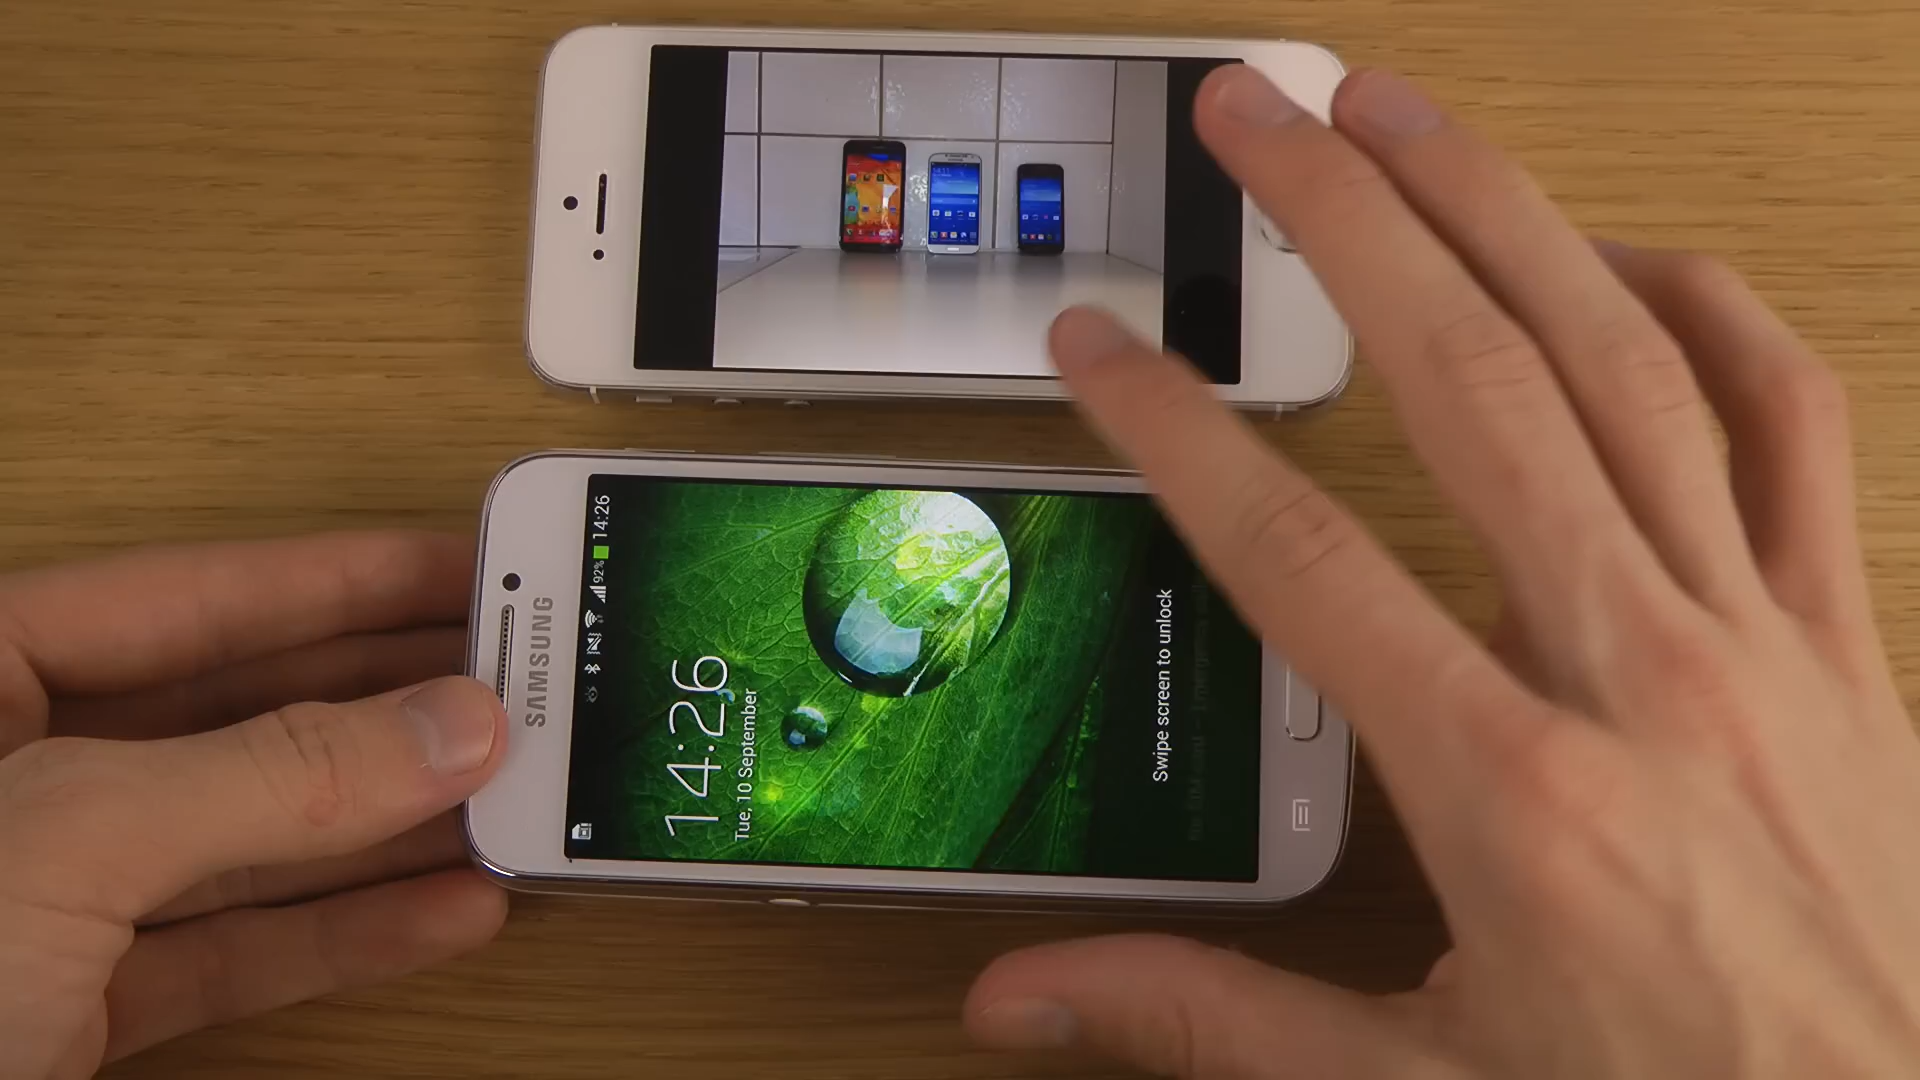 SAMSUNG
92% 14:26
14:26
Tue, 10 September
Swipe screen to unlock